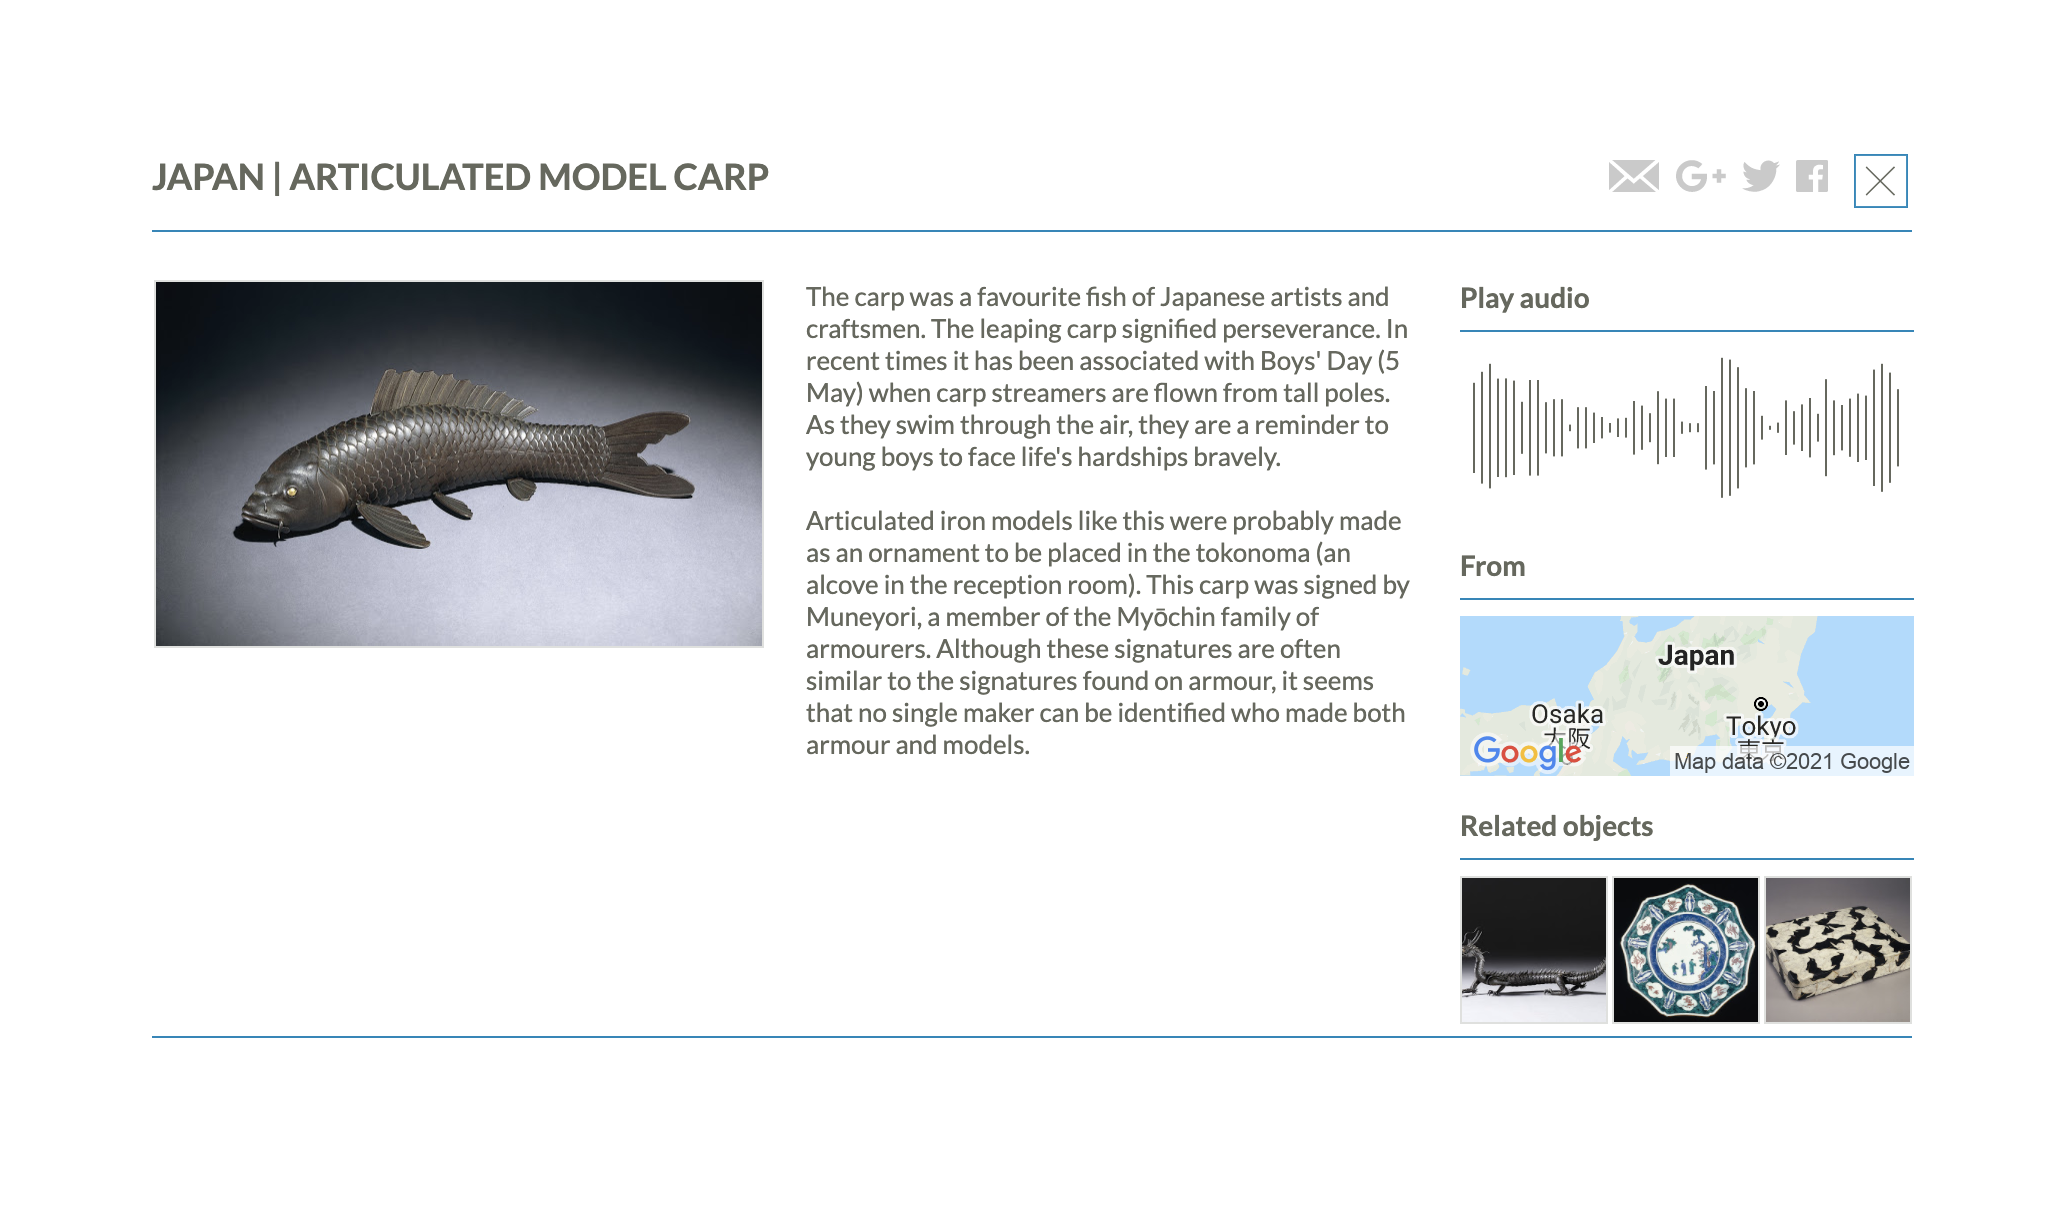 JAPAN | ARTICULATED MODEL CARP
The carp was a favourite fish of Japanese artists and
craftsmen. The leaping carp signified perseverance. In
recent times it has been associated with Boys' Day (5
May) when carp streamers are flown from tall poles.
As they swim through the air, they are a reminder to
young boys to face life's hardships bravely.
Articulated iron models like this were probably made
as an ornament to be placed in the tokonoma (an
alcove in the reception room). This carp was signed by
Muneyori, a member of the Myōchin family of
armourers. Although these signatures are often
similar to the signatures found on armour, it seems
that no single maker can be identified who made both
armour and models.
Play audio
From
Japan
Osaka
大阪
Tokyo
東京
Google
Map data ©2021 Google
Related objects